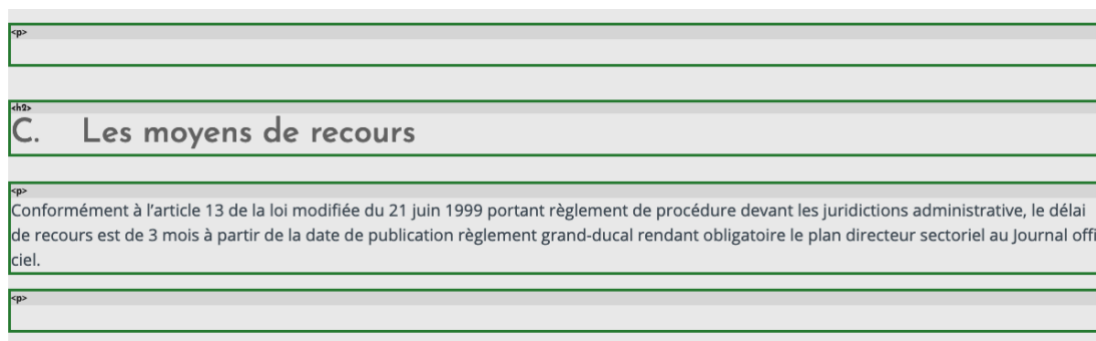 <p>
<h2>
C. Les moyens de recours
<p>
Conformément à l’article 13 de la loi modifiée du 21 juin 1999 portant règlement de procédure devant les juridictions administrative, le délai
de recours est de 3 mois à partir de la date de publication règlement grand-ducal rendant obligatoire le plan directeur sectoriel au Journal offi
ciel.
<p>